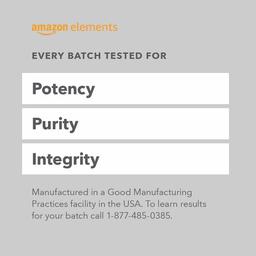 amazon elements
EVERY BATCH TESTED FOR
Potency
Purity
Integrity
Manufactured in a Good Manufacturing
Practices facility in the USA. To learn results
for your batch call 1-877-485-0385.